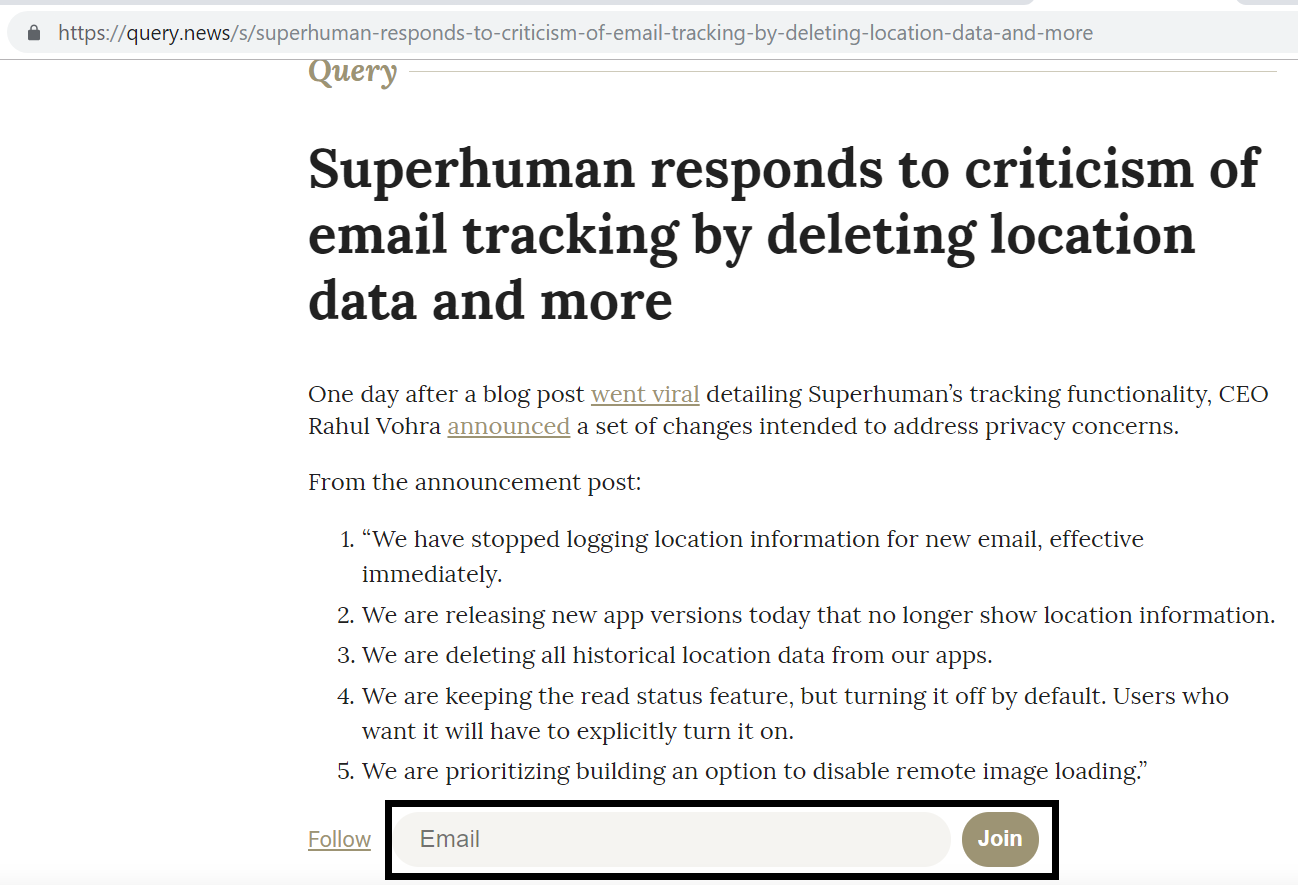 https://query.news/s/superhuman-responds-to-criticism-of-email-tracking-by-deleting-location-data-and-more
Query
Superhuman responds to criticism of
email tracking by deleting location
data and more
One day after a blog post went viral detailing Superhuman’s tracking functionality, CEO
Rahul Vohra announced a set of changes intended to address privacy concerns.
From the announcement post:
1. “We have stopped logging location information for new email, effective
immediately.
2. We are releasing new app versions today that no longer show location information.
3. We are deleting all historical location data from our apps.
4. We are keeping the read status feature, but turning it off by default. Users who
want it will have to explicitly turn it on.
5. We are prioritizing building an option to disable remote image loading.”
Follow Email Join